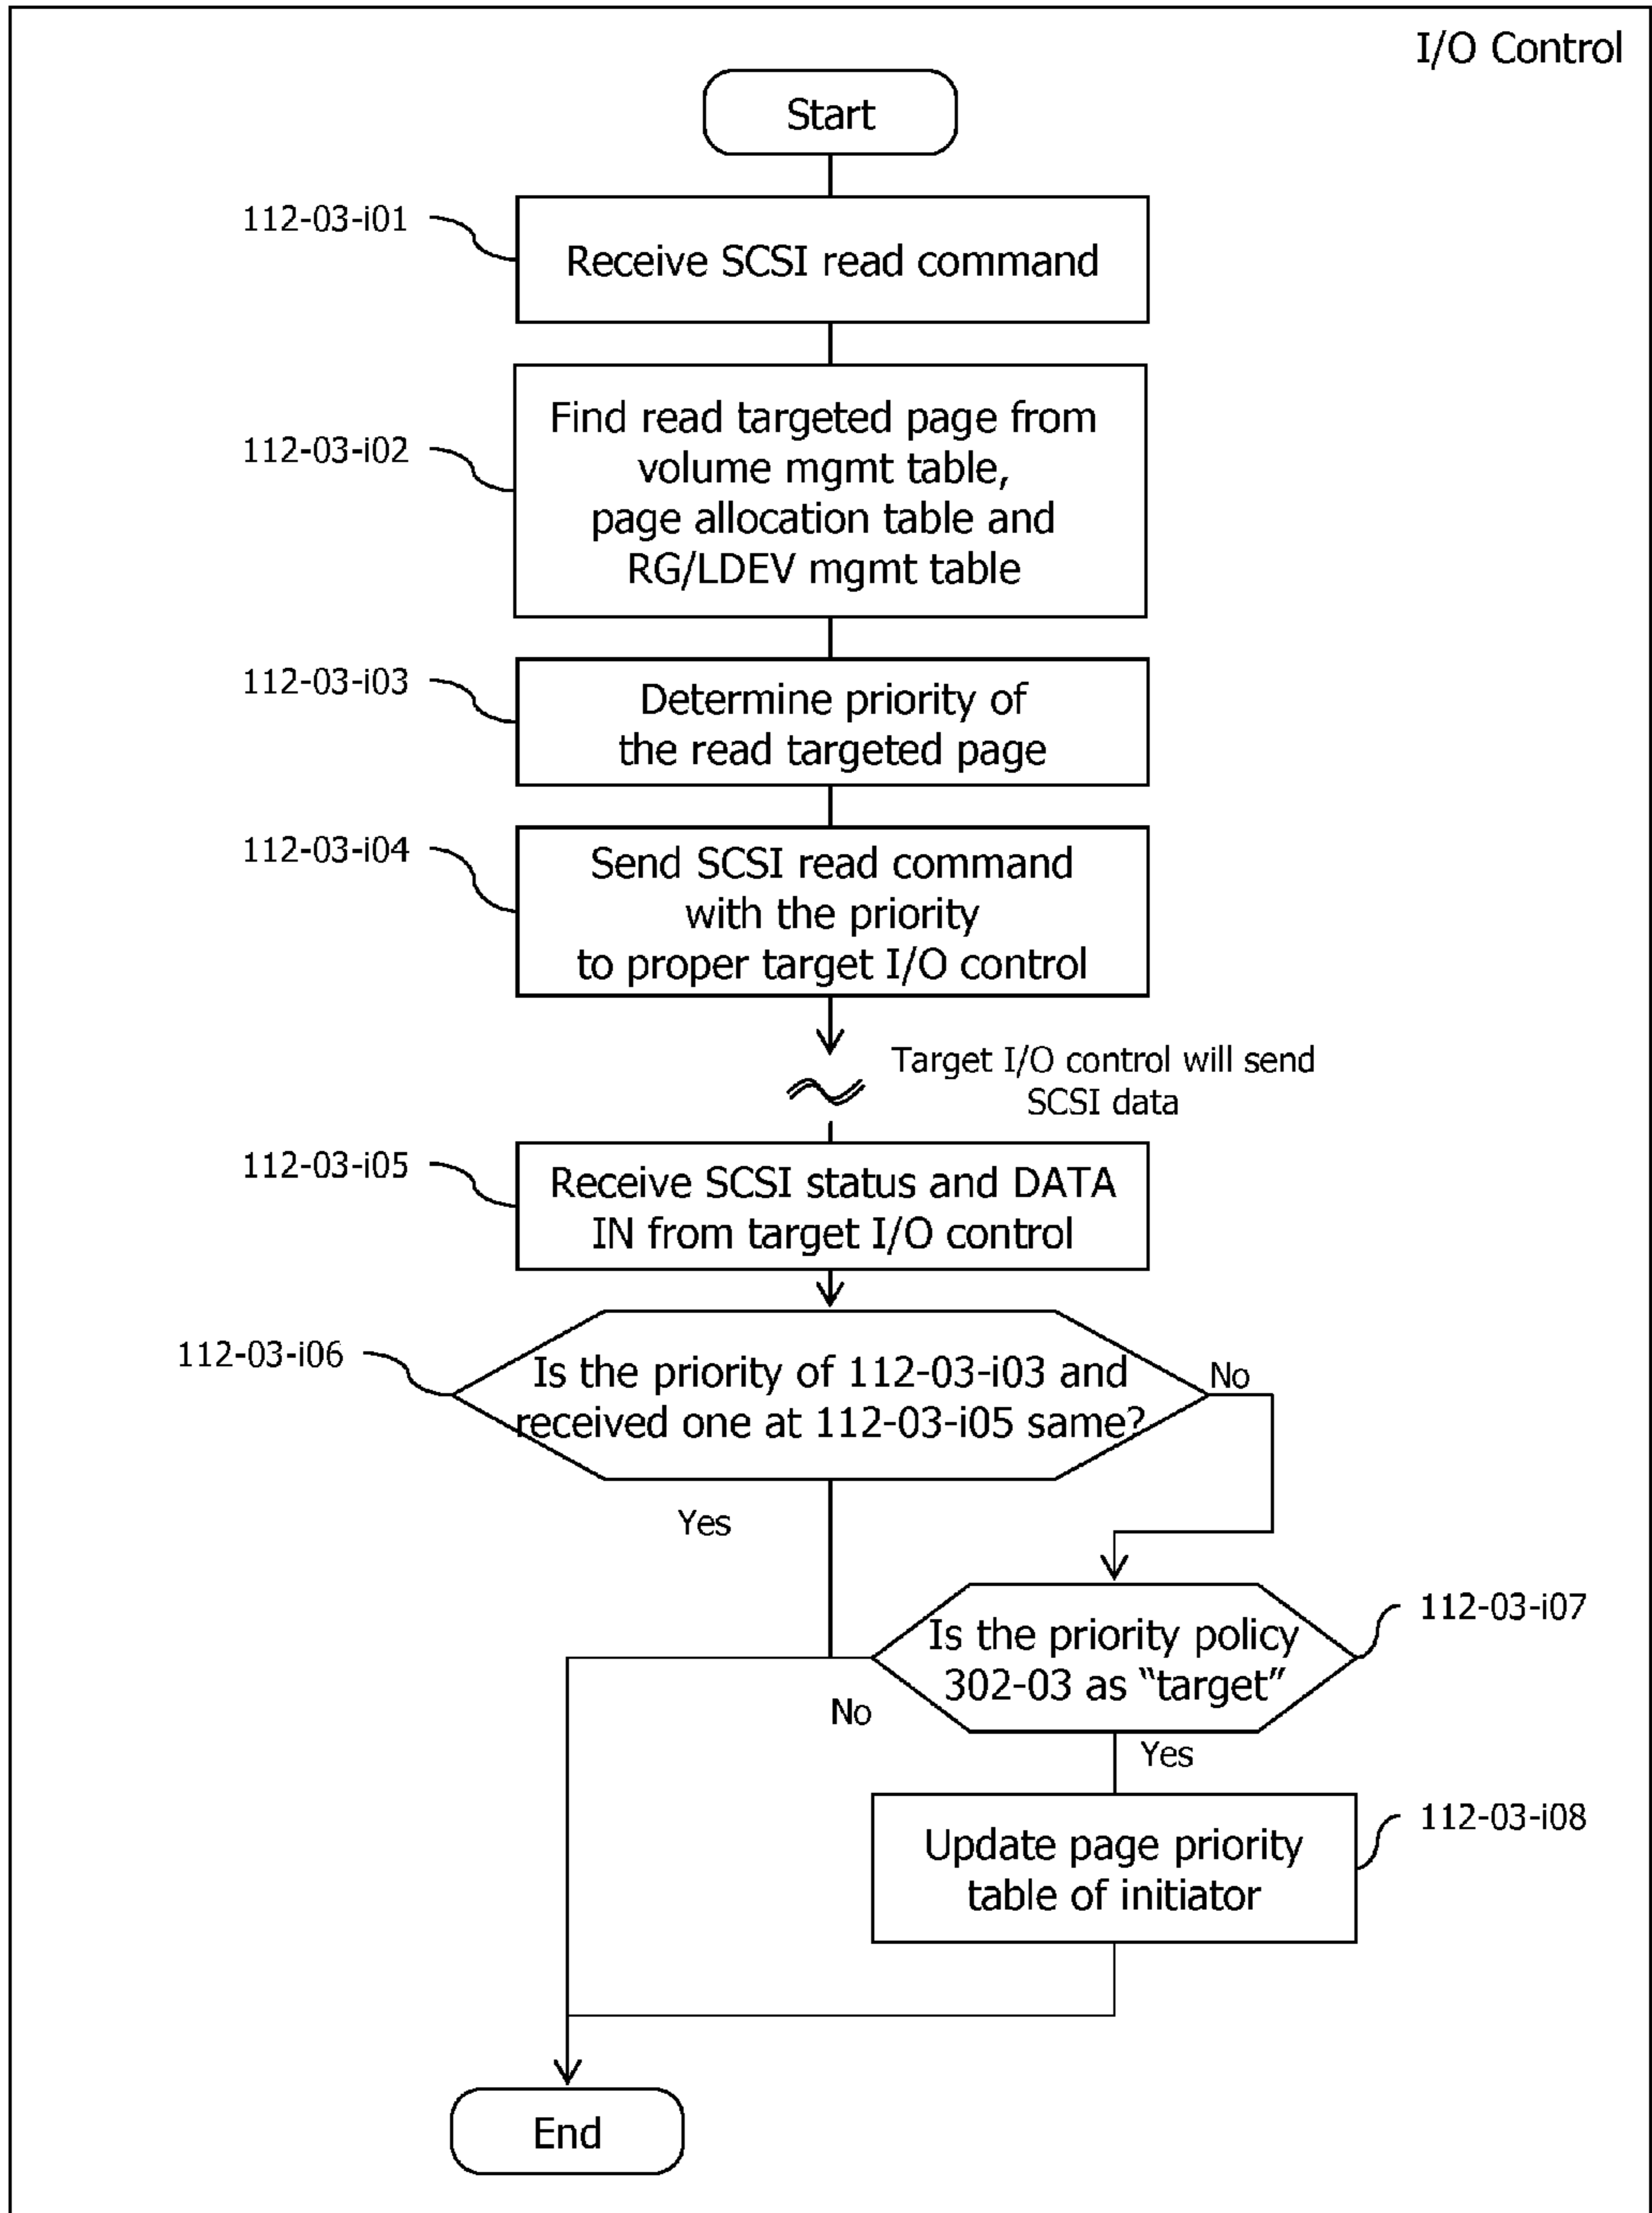 I/O Control
Start
112-03-i01
Receive SCSI read command
112-03-i02
Find read targeted page from
volume mgmt table,
page allocation table and
RG/LDEV mgmt table
112-03-i03
Determine priority of
the read targeted page
112-03-i04
Send SCSI read command
with the priority
to proper target I/O control
Target I/O control will send
SCSI data
112-03-i05
Receive SCSI status and DATA
IN from target I/O control
112-03-i06
Is the priority of 112-03-i03 and
received one at 112-03-i05 same?
No
Yes
112-03-i07
Is the priority policy
302-03 as “target”
No
Yes
112-03-i08
Update page priority
table of initiator
End